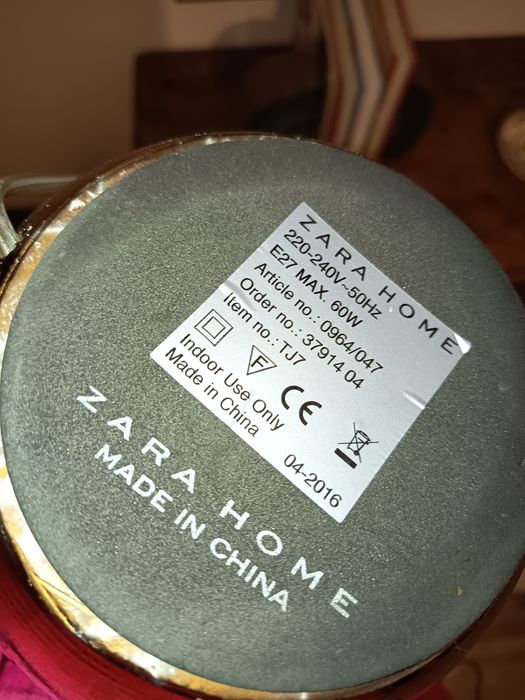 ZARA HOME
220-240V~50HZ
E27 MAX. 60W
Article no.: 0964/047
Order no.: 37914 04
Item no.: TJ7
F CE
Indoor Use Only
Made in China
04-2016
ZARA HOME
MADE IN CHINA